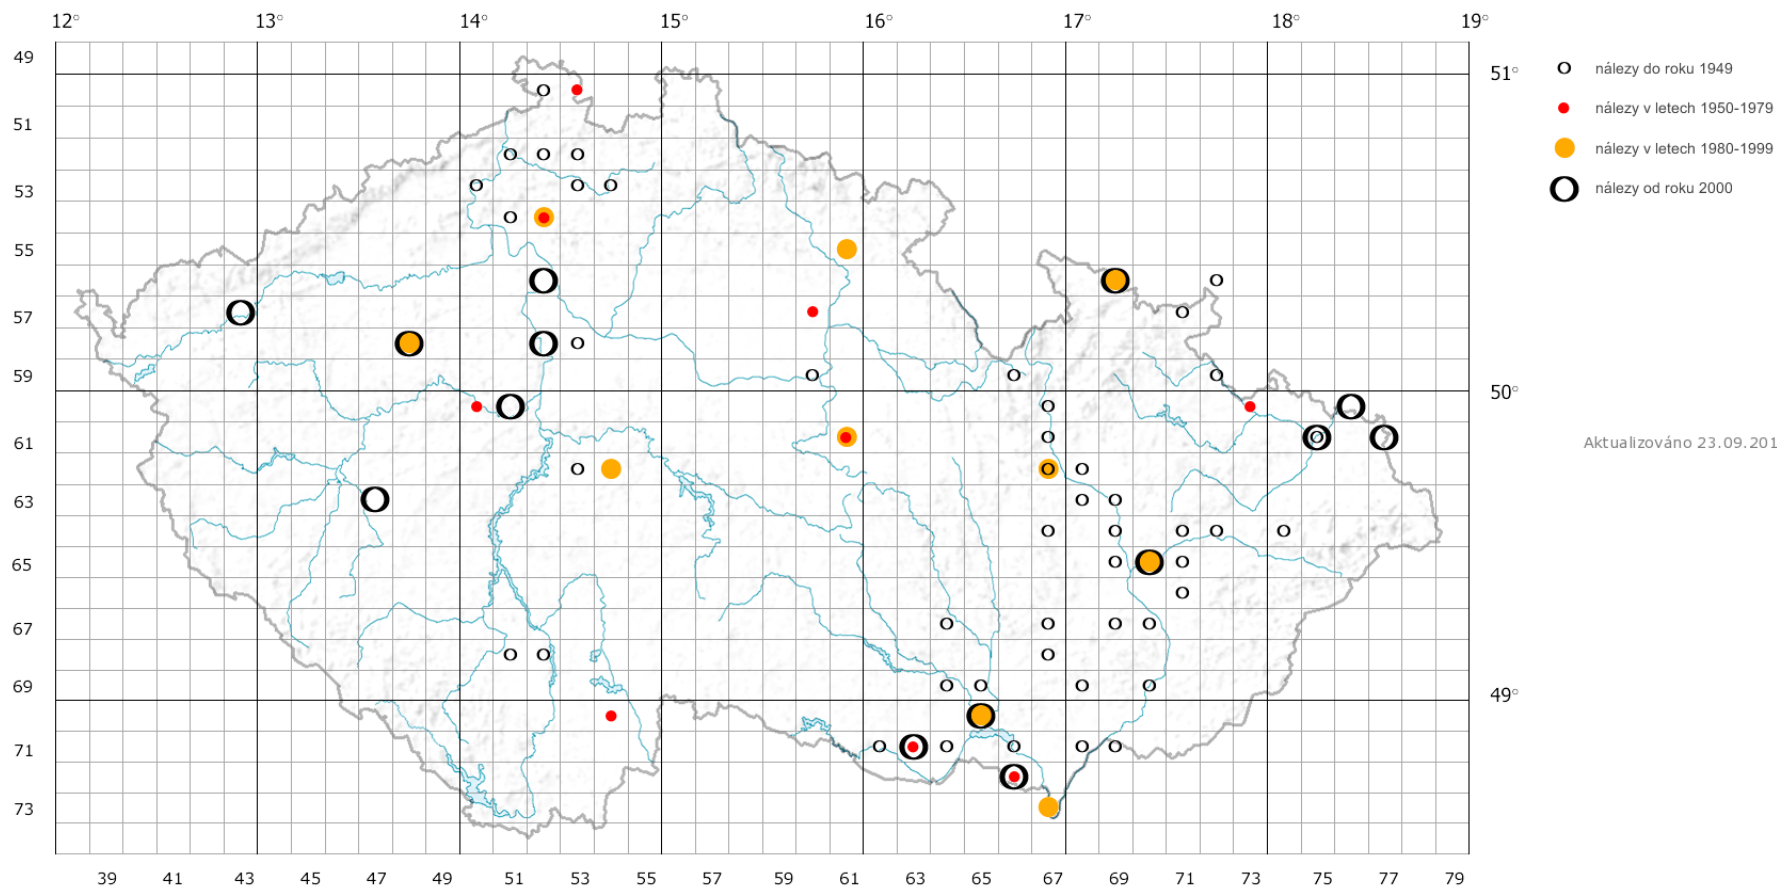 12° 13° 14° 15° 16° 17° 18° 19°
49
51°
nálezy do roku 1949
nálezy v letech 1950-1979
51
nálezy v letech 1980-1999
53
nálezy od roku 2000
55
57
59
50°
61
Aktualizováno 23.09.201
63
65
67
69
49°
71
73
39 41 43 45 47 49 51 53 55 57 59 61 63 65 67 69 71 73 75 77 79